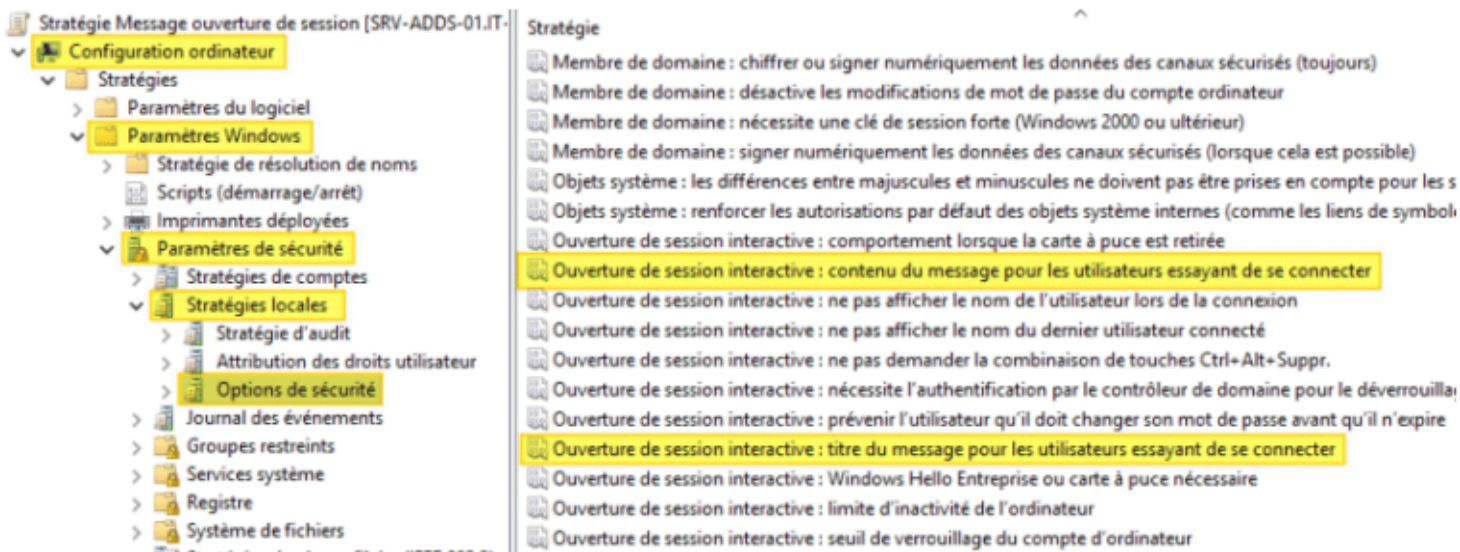 Stratégie Message ouverture de session [SRV-ADDS-01.IT-
Configuration ordinateur
Stratégies
Paramètres du logiciel
Paramètres Windows
Stratégie de résolution de noms
Scripts (démarrage/arrêt)
Imprimantes déployées
Paramètres de sécurité
Stratégies de comptes
Stratégies locales
Stratégie d'audit
Attribution des droits utilisateur
Options de sécurité
Journal des événements
Groupes restreints
Services système
Registre
Système de fichiers
Stratégie
Membre de domaine : chiffrer ou signer numériquement les données des canaux sécurisés (toujours)
Membre de domaine : désactive les modifications de mot de passe du compte ordinateur
Membre de domaine : nécessite une clé de session forte (Windows 2000 ou ultérieur)
Membre de domaine : signer numériquement les données des canaux sécurisés (lorsque cela est possible)
Objets système : les différences entre majuscules et minuscules ne doivent pas être prises en compte pour les s
Objets système : renforcer les autorisations par défaut des objets système internes (comme les liens de symbol
Ouverture de session interactive : comportement lorsque la carte à puce est retirée
Ouverture de session interactive : contenu du message pour les utilisateurs essayant de se connecter
Ouverture de session interactive : ne pas afficher le nom de l'utilisateur lors de la connexion
Ouverture de session interactive : ne pas afficher le nom du dernier utilisateur connecté
Ouverture de session interactive : ne pas demander la combinaison de touches Ctrl+Alt+Suppr.
Ouverture de session interactive : nécessite l'authentification par le contrôleur de domaine pour le déverrouilla
Ouverture de session interactive : prévenir l'utilisateur qu'il doit changer son mot de passe avant qu'il n'expire
Ouverture de session interactive : titre du message pour les utilisateurs essayant de se connecter
Ouverture de session interactive : Windows Hello Entreprise ou carte à puce nécessaire
Ouverture de session interactive : limite d'inactivité de l'ordinateur
Ouverture de session interactive : seuil de verrouillage du compte d'ordinateur